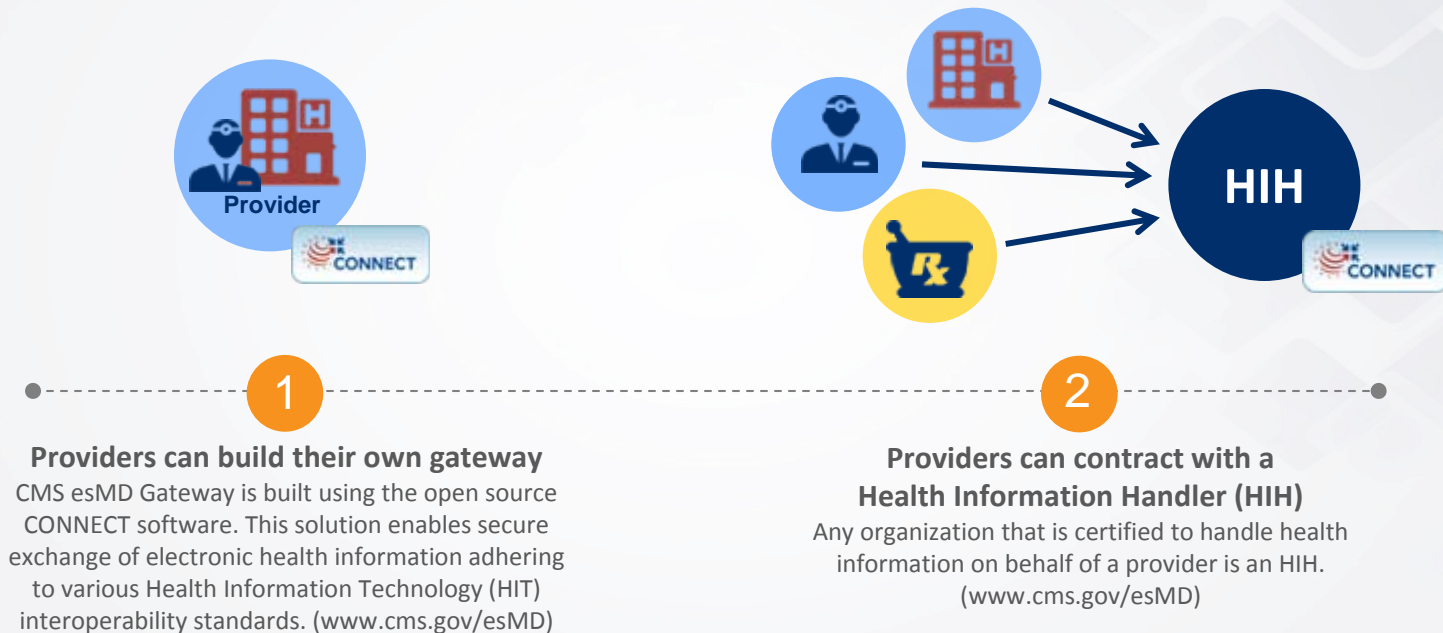 H
Provider
CONNECT
H
Rx
HIH
CONNECT
1
Providers can build their own gateway
CMS esMD Gateway is built using the open source
CONNECT software. This solution enables secure
exchange of electronic health information adhering
to various Health Information Technology (HIT)
interoperability standards. (www.cms.gov/esMD)
2
Providers can contract with a
Health Information Handler (HIH)
Any organization that is certified to handle health
information on behalf of a provider is an HIH.
(www.cms.gov/esMD)